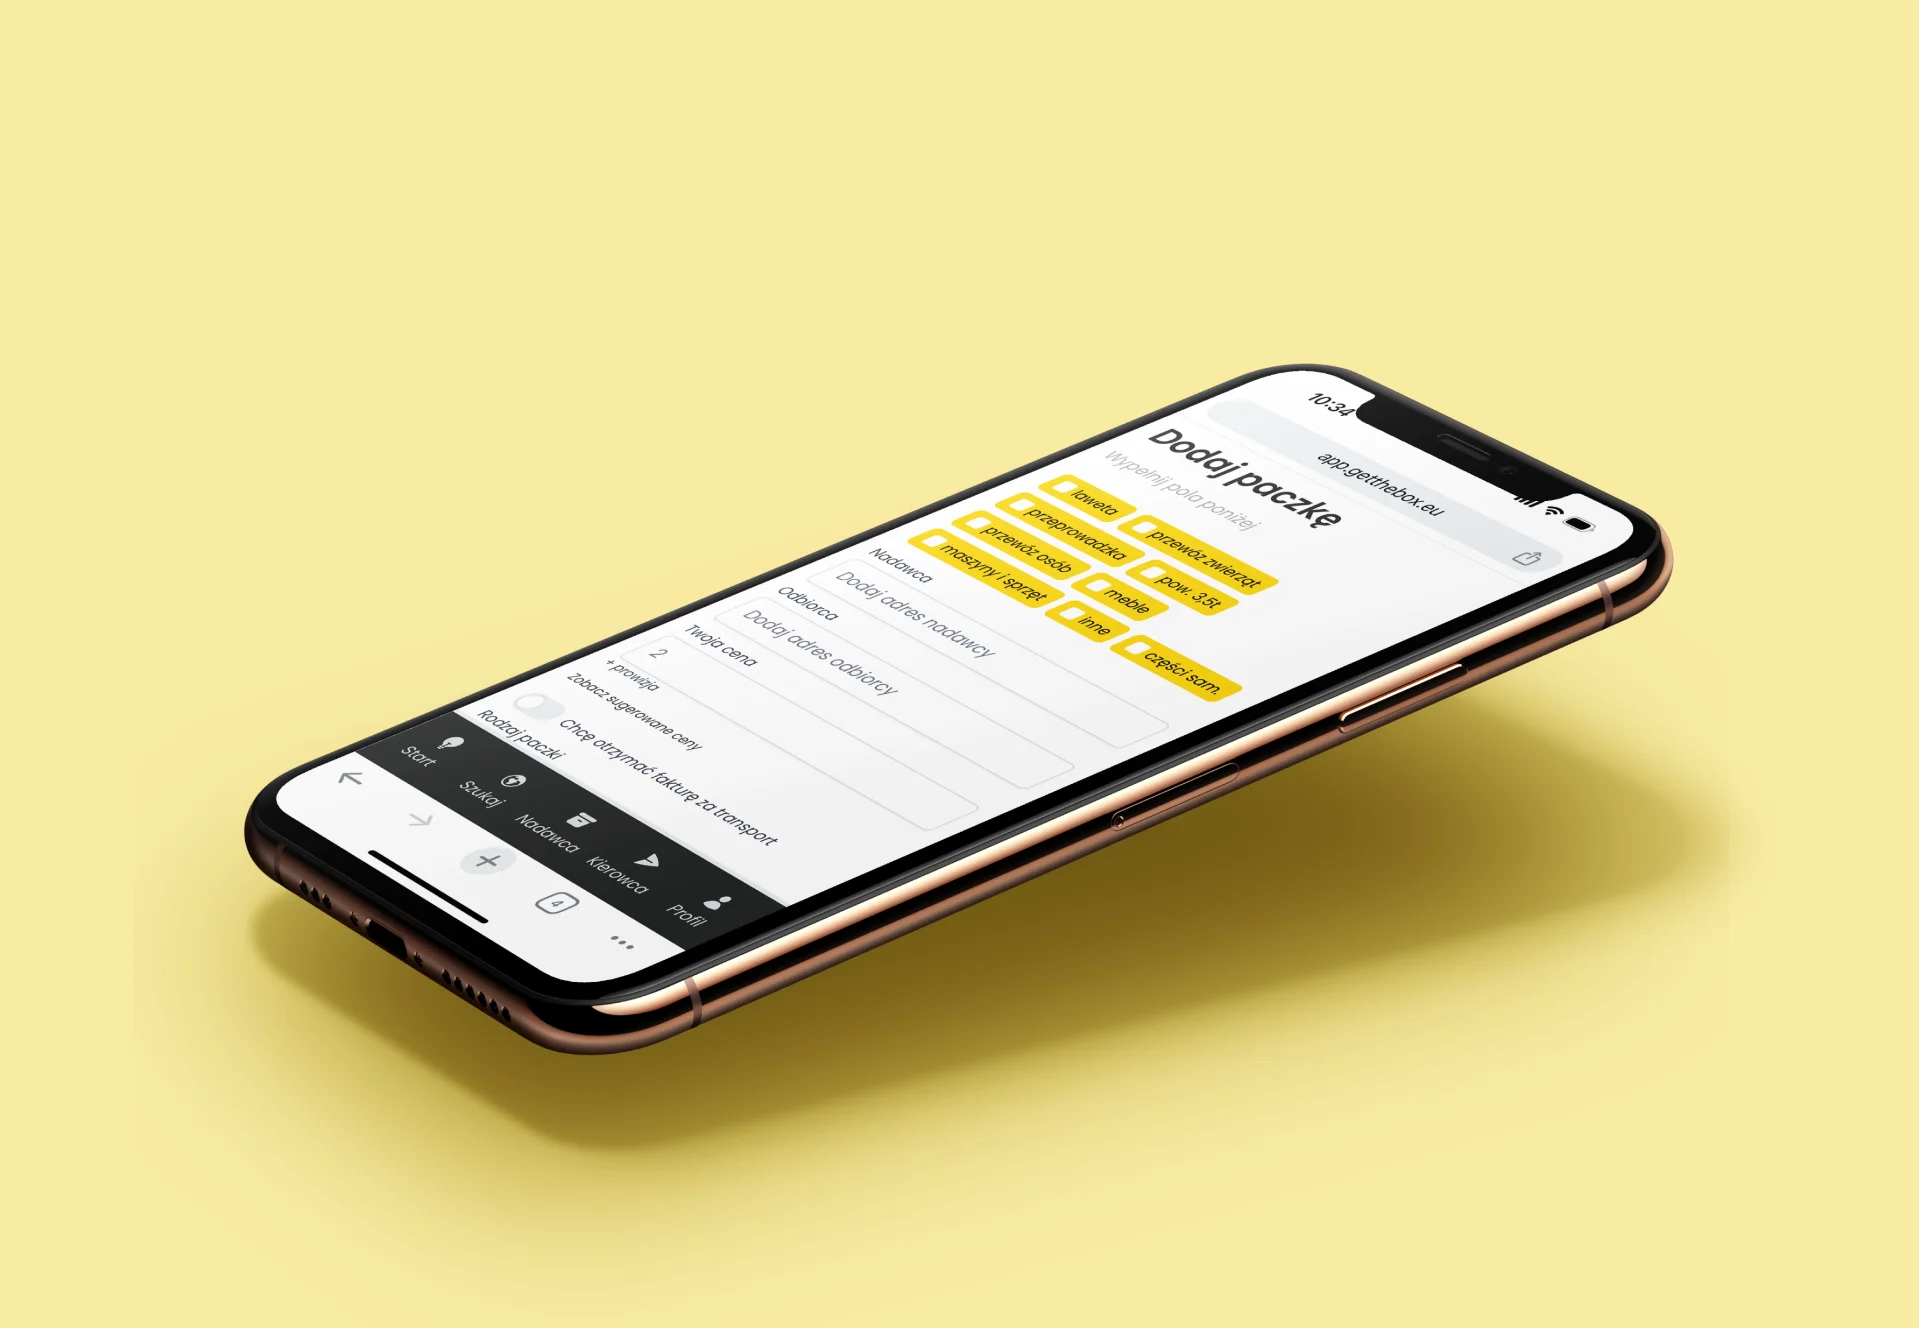 10:34
app.getthebox.eu
Dodaj paczkę
Wypełnij pola poniżej
laweta przewóz zwierząt
przeprowadzka pow. 3,5t
przewóz osób meble
maszyny i sprzęt inne części sam.
Nadawca
Dodaj adres nadawcy
Odbiorca
Dodaj adres odbiorcy
Twoja cena
2
+ prowizja
Zobacz sugerowane ceny
Chcę otrzymać fakturę za transport
Rodzaj paczki
Start Szukaj Nadawca Kierowca Profil
4